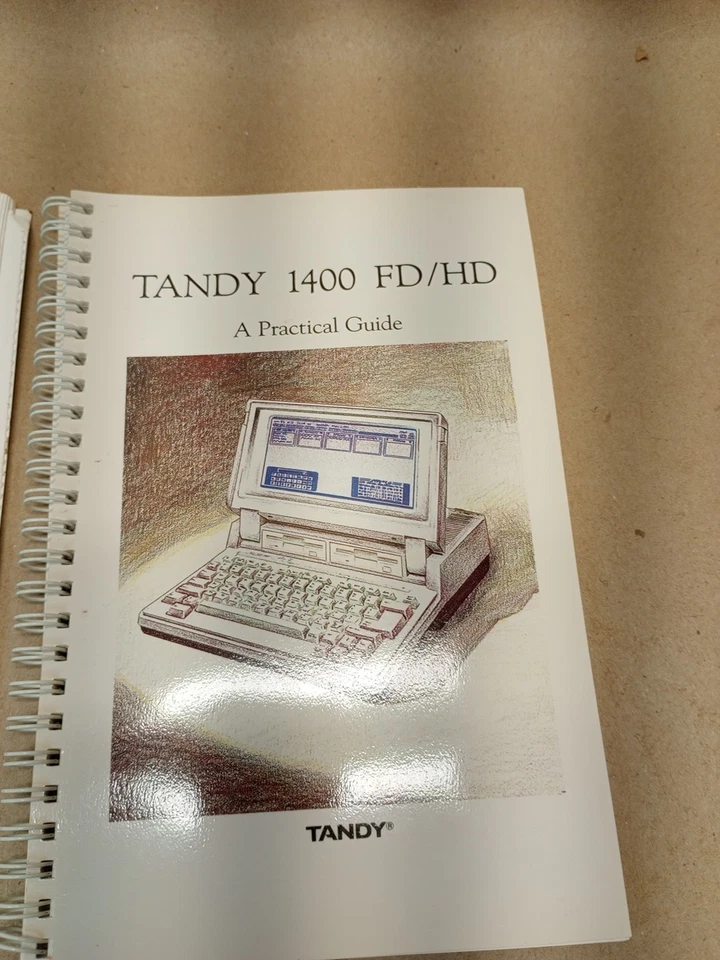 TANDY 1400 FD/HD
A Practical Guide
TANDY®